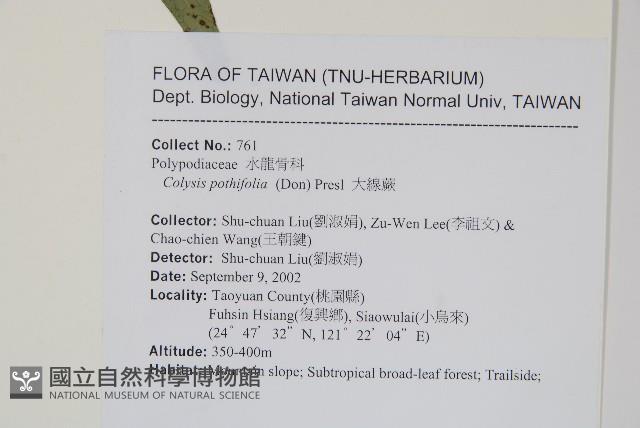 FLORA OF TAIWAN (TNU-HERBARIUM)
Dept. Biology, National Taiwan Normal Univ, TAIWAN
-----------------------------------------------------------------------
Collect No.: 761
Polypodiaceae 水龍骨科
Colysis pothifolia (Don) Presl 大線蕨
Collector: Shu-chuan Liu(劉淑娟), Zu-Wen Lee(李祖文) &
Chao-chien Wang(王朝鍵)
Detector: Shu-chuan Liu(劉淑娟)
Date: September 9, 2002
Locality: Taoyuan County(桃園縣)
Fuhsin Hsiang(復興鄉), Siaowulai(小烏來)
(24° 47' 32" N, 121° 22' 04" E)
Altitude: 350-400m
Habitat: Mountain slope; Subtropical broad-leaf forest; Trailside;
國立自然科學博物館
NATIONAL MUSEUM OF NATURAL SCIENCE